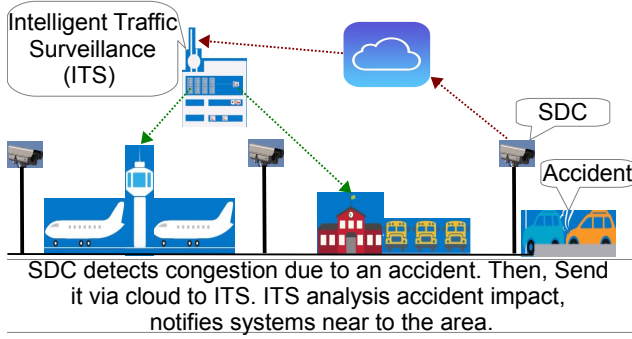 Intelligent Traffic
Surveillance
(ITS)
SDC
Accident
SDC detects congestion due to an accident. Then, Send
it via cloud to ITS. ITS analysis accident impact,
notifies systems near to the area.